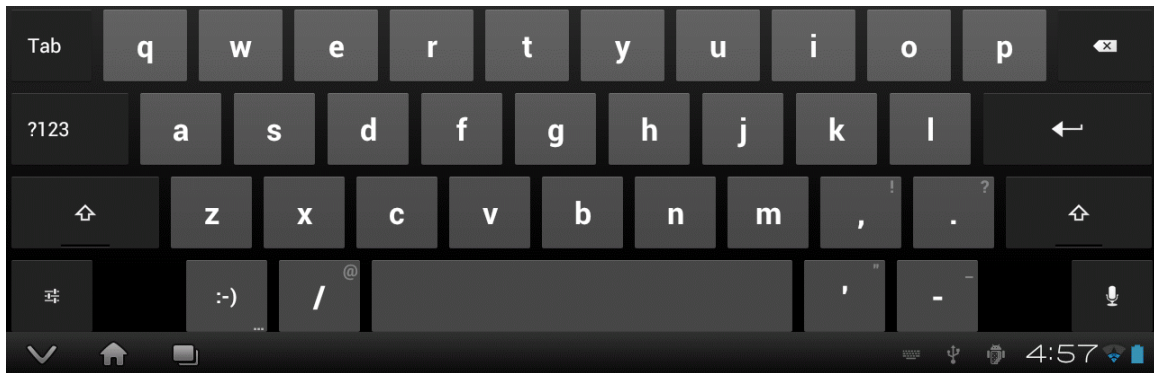 Tab q w e r t y u i o p
?123 a s d f g h j k l
z x c v b n m , ! . ?
:-) ... / @ ' " - _
4:57